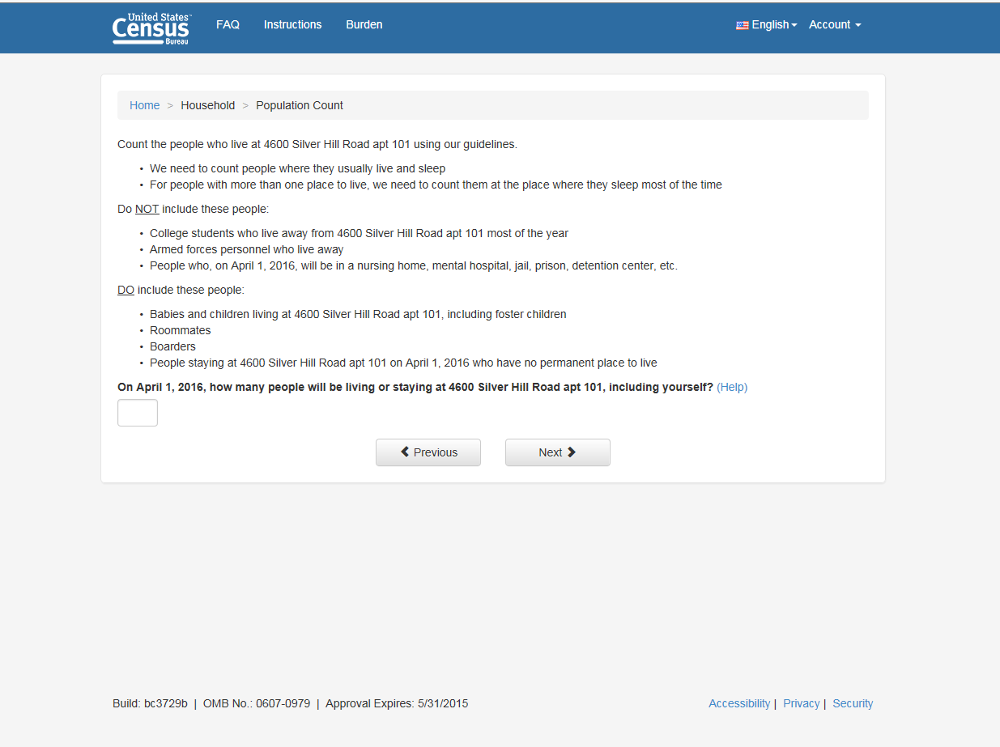 United States™
Census
Bureau
FAQ Instructions Burden English Account
Home > Household > Population Count
Count the people who live at 4600 Silver Hill Road apt 101 using our guidelines.
• We need to count people where they usually live and sleep
• For people with more than one place to live, we need to count them at the place where they sleep most of the time
Do NOT include these people:
• College students who live away from 4600 Silver Hill Road apt 101 most of the year
• Armed forces personnel who live away
• People who, on April 1, 2016, will be in a nursing home, mental hospital, jail, prison, detention center, etc.
DO include these people:
• Babies and children living at 4600 Silver Hill Road apt 101, including foster children
• Roommates
• Boarders
• People staying at 4600 Silver Hill Road apt 101 on April 1, 2016 who have no permanent place to live
On April 1, 2016, how many people will be living or staying at 4600 Silver Hill Road apt 101, including yourself? (Help)
Previous Next
Build: bc3729b | OMB No.: 0607-0979 | Approval Expires: 5/31/2015 Accessibility | Privacy | Security